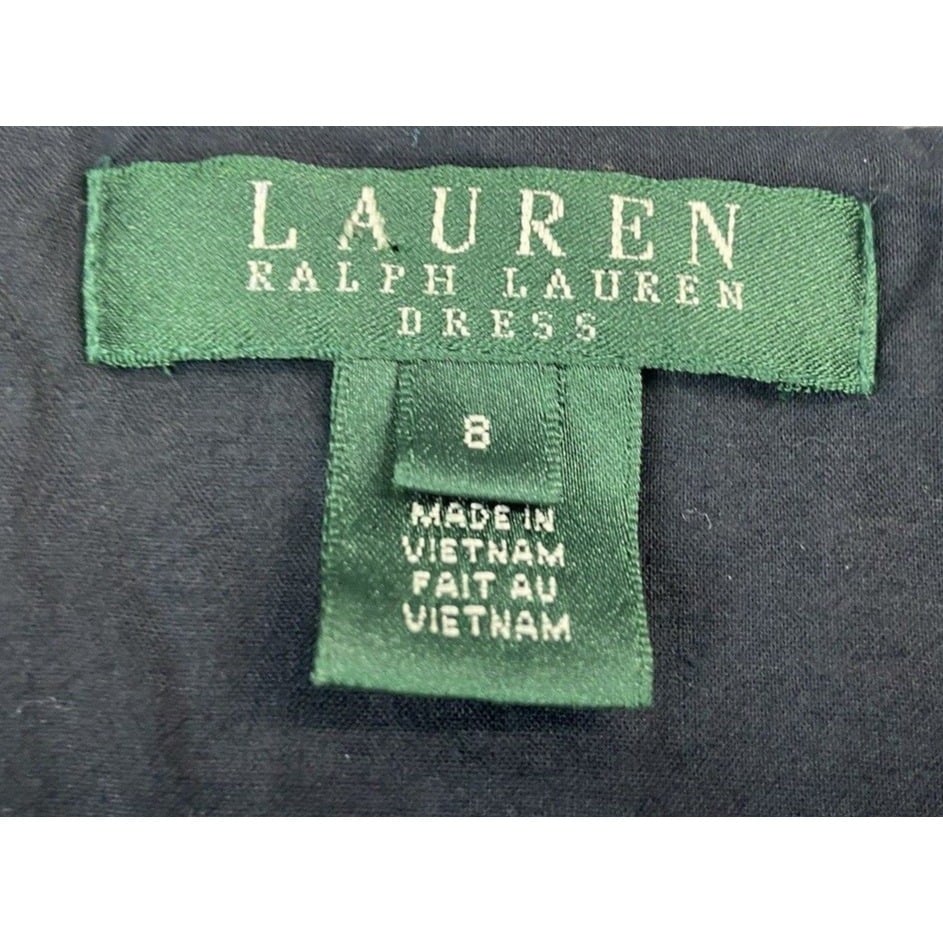 LAUREN
RALPH LAUREN
DRESS
8
MADE IN
VIETNAM
FAIT AU
VIETNAM